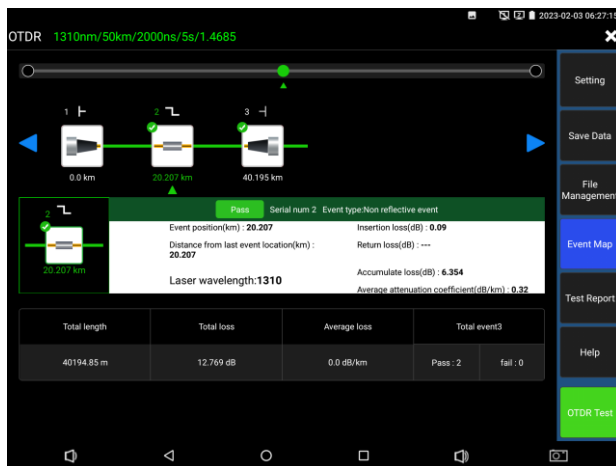 2023-02-03 06:27:15
OTDR 1310nm/50km/2000ns/5s/1.4685
Setting
1 2 3
Save Data
0.0 km 20.207 km 40.195 km
File
Management
Pass Serial num 2 Event type:Non reflective event
2
20.207 km
Event position(km) : 20.207 Insertion loss(dB) : 0.09
Distance from last event location(km) : Return loss(dB) : ---
20.207
Accumulate loss(dB) : 6.354
Laser wavelength:1310
Average attenuation coefficient(dB/km) : 0.32
Event Map
Test Report
Total length Total loss Average loss Total event3
40194.85 m 12.769 dB 0.0 dB/km Pass : 2 fail : 0
Help
OTDR Test